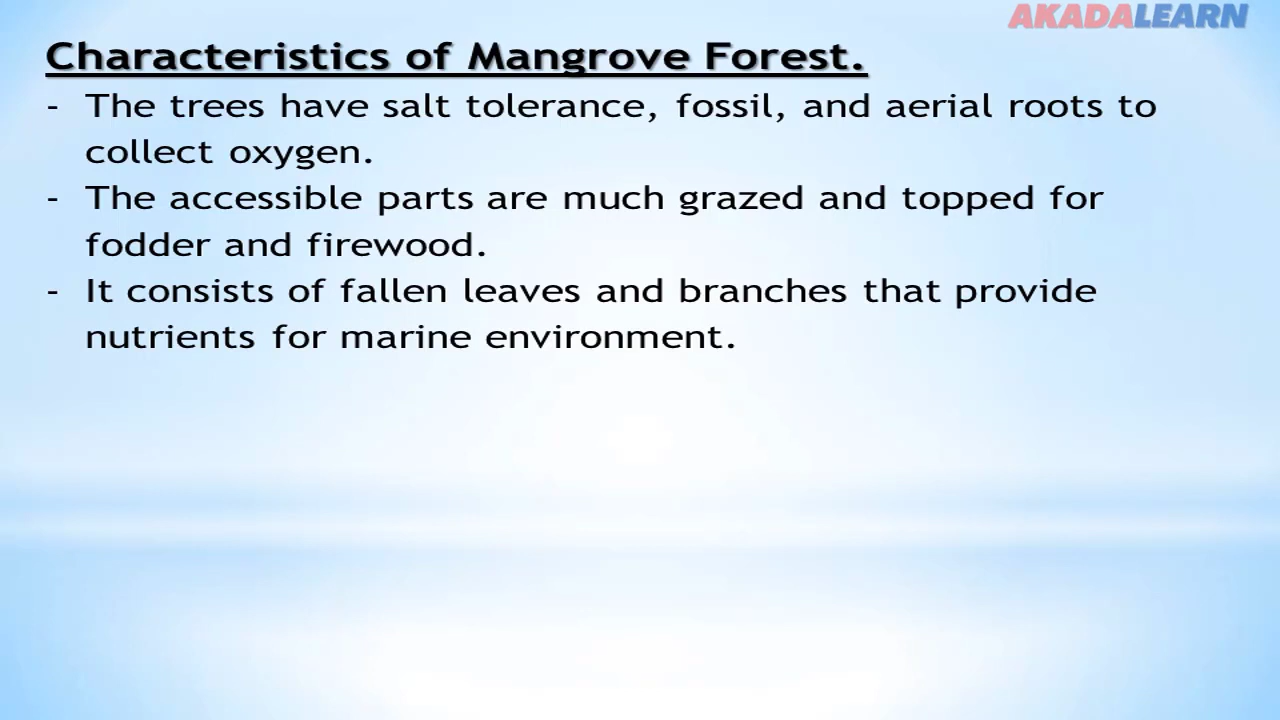 AKADALEARN
Characteristics of Mangrove Forest.
- The trees have salt tolerance, fossil, and aerial roots to
collect oxygen.
- The accessible parts are much grazed and topped for
fodder and firewood.
- It consists of fallen leaves and branches that provide
nutrients for marine environment.